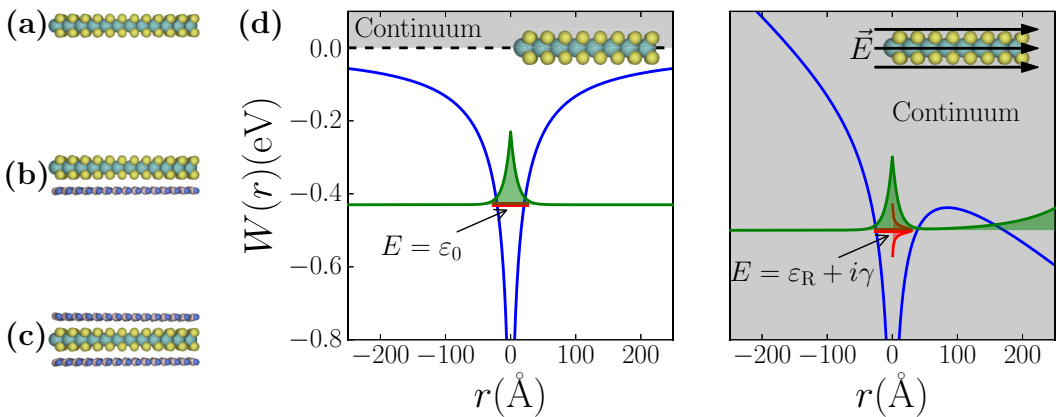 (a)
(b)
(c)
(d)
Continuum
W(r)(eV)
0.0
−0.2
−0.4
−0.6
−0.8
E = ε₀
−200 −100 0 100 200
r(Å)
E⃗
Continuum
E = ε_R + iγ
−200 −100 0 100 200
r(Å)